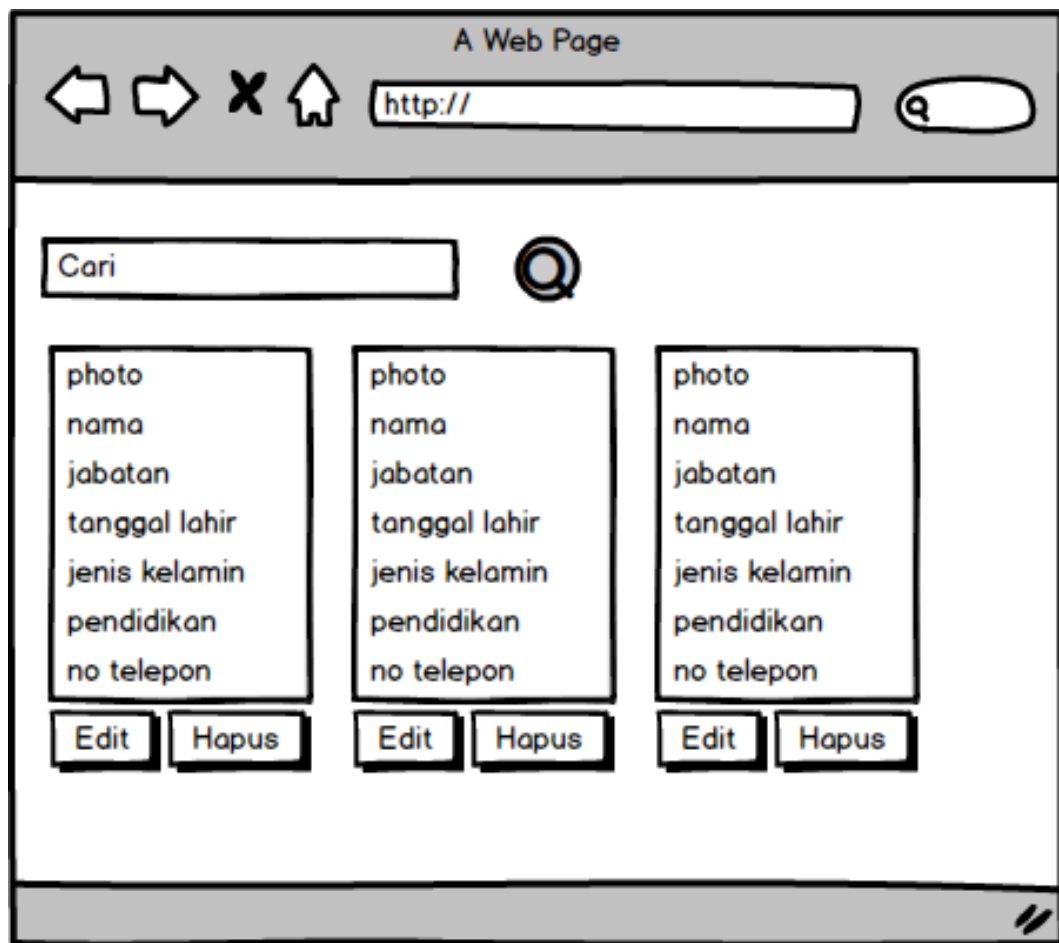 A Web Page
http://
Cari
photo
nama
jabatan
tanggal lahir
jenis kelamin
pendidikan
no telepon
Edit Hapus
photo
nama
jabatan
tanggal lahir
jenis kelamin
pendidikan
no telepon
Edit Hapus
photo
nama
jabatan
tanggal lahir
jenis kelamin
pendidikan
no telepon
Edit Hapus